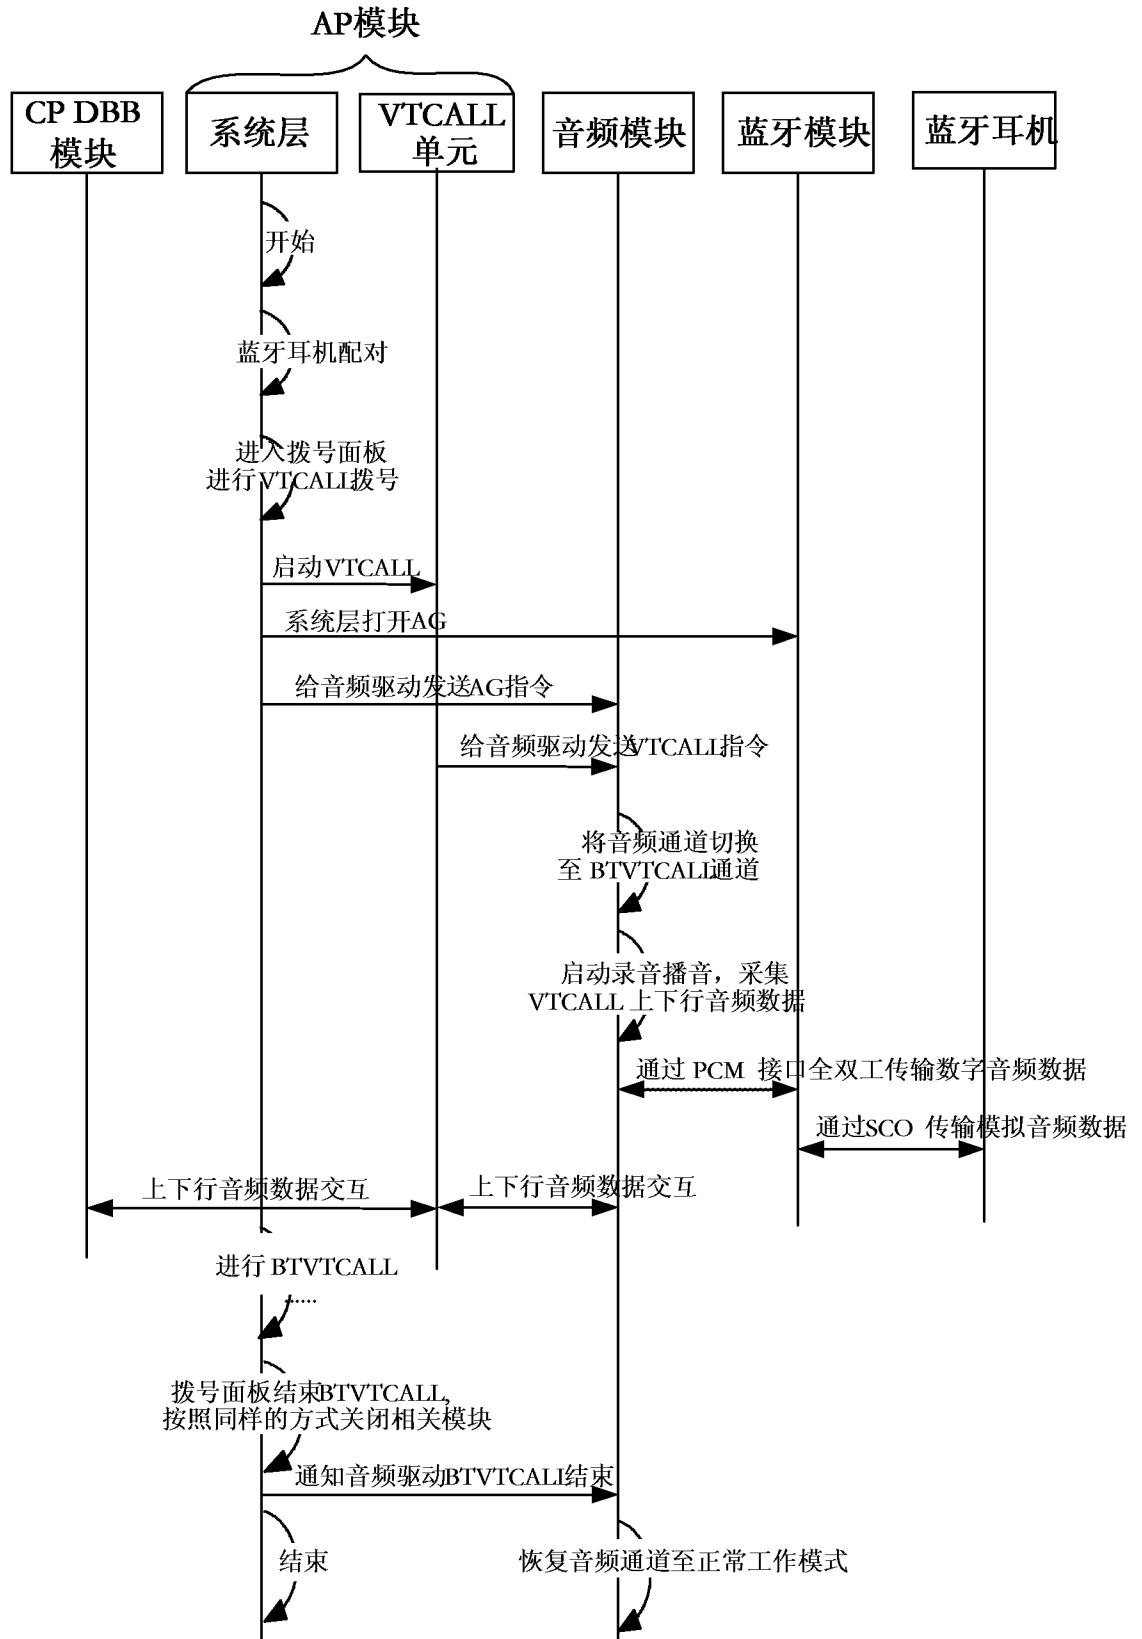 AP模块
CP DBB
模块
系统层
VTCALL
单元
音频模块
蓝牙模块
蓝牙耳机
开始
蓝牙耳机配对
进入拨号面板
进行VTCALL拨号
启动VTCALL
系统层打开AG
给音频驱动发送AG指令
给音频驱动发送VTCALL指令
将音频通道切换
至 BTVTCALL通道
启动录音播音，采集
VTCALL 上下行音频数据
通过 PCM 接口全双工传输数字音频数据
通过SCO 传输模拟音频数据
上下行音频数据交互
上下行音频数据交互
进行 BTVTCALL
......
拨号面板结束BTVTCALL,
按照同样的方式关闭相关模块
通知音频驱动BTVTCALL结束
结束
恢复音频通道至正常工作模式